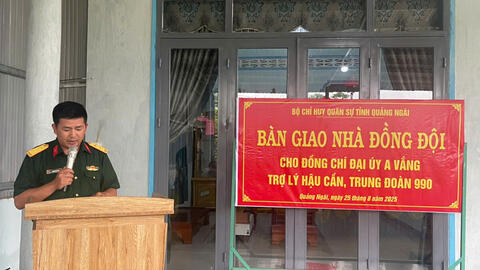 BỘ CHỈ HUY QUÂN SỰ TỈNH QUẢNG NGÃI
BÀN GIAO NHÀ ĐỒNG ĐỘI
CHO ĐỒNG CHÍ ĐẠI ÚY A VẮNG
TRỢ LÝ HẬU CẦN, TRUNG ĐOÀN 990
Quảng Ngãi, ngày 25 tháng 8 năm 2025